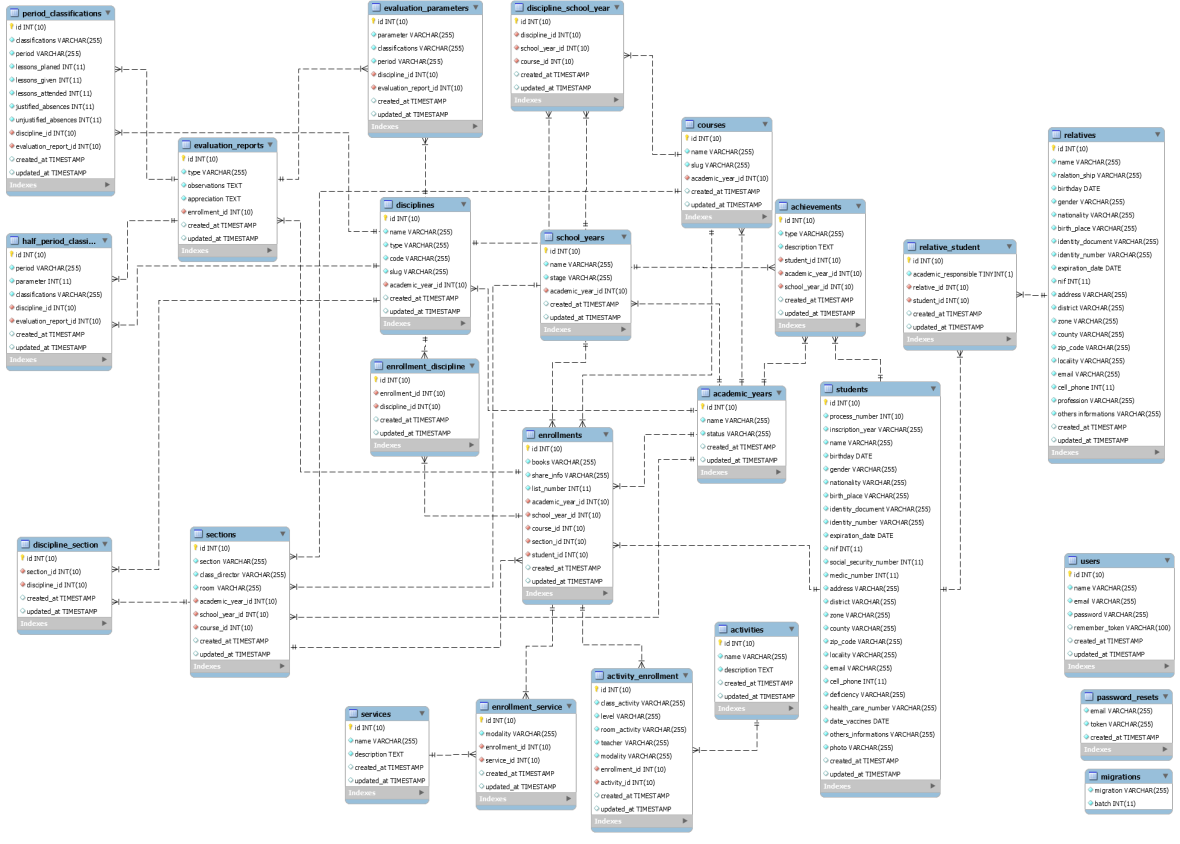 period_classifications
id INT(10)
classifications VARCHAR(255)
period VARCHAR(255)
lessons_planed INT(11)
lessons_given INT(11)
lessons_attended INT(11)
justified_absences INT(11)
unjustified_absences INT(11)
discipline_id INT(10)
evaluation_report_id INT(10)
created_at TIMESTAMP
updated_at TIMESTAMP
Indexes
evaluation_parameters
id INT(10)
parameter VARCHAR(255)
classifications VARCHAR(255)
period VARCHAR(255)
discipline_id INT(10)
evaluation_report_id INT(10)
created_at TIMESTAMP
updated_at TIMESTAMP
Indexes
discipline_school_year
id INT(10)
discipline_id INT(10)
school_year_id INT(10)
course_id INT(10)
created_at TIMESTAMP
updated_at TIMESTAMP
Indexes
courses
id INT(10)
name VARCHAR(255)
slug VARCHAR(255)
academic_year_id INT(10)
created_at TIMESTAMP
updated_at TIMESTAMP
Indexes
relatives
id INT(10)
name VARCHAR(255)
ralation_ship VARCHAR(255)
birthday DATE
gender VARCHAR(255)
nationality VARCHAR(255)
birth_place VARCHAR(255)
identity_document VARCHAR(255)
identity_number VARCHAR(255)
expiration_date DATE
nif INT(11)
address VARCHAR(255)
district VARCHAR(255)
zone VARCHAR(255)
county VARCHAR(255)
zip_code VARCHAR(255)
locality VARCHAR(255)
email VARCHAR(255)
cell_phone INT(11)
profession VARCHAR(255)
others informations VARCHAR(255)
created_at TIMESTAMP
updated_at TIMESTAMP
Indexes
evaluation_reports
id INT(10)
type VARCHAR(255)
observations TEXT
appreciation TEXT
enrollment_id INT(10)
created_at TIMESTAMP
updated_at TIMESTAMP
Indexes
disciplines
id INT(10)
name VARCHAR(255)
type VARCHAR(255)
code VARCHAR(255)
slug VARCHAR(255)
academic_year_id INT(10)
created_at TIMESTAMP
updated_at TIMESTAMP
Indexes
achievements
id INT(10)
type VARCHAR(255)
description TEXT
student_id INT(10)
academic_year_id INT(10)
school_year_id INT(10)
created_at TIMESTAMP
updated_at TIMESTAMP
Indexes
half_period_classi...
id INT(10)
period VARCHAR(255)
parameter INT(11)
classifications VARCHAR(255)
discipline_id INT(10)
evaluation_report_id INT(10)
created_at TIMESTAMP
updated_at TIMESTAMP
Indexes
school_years
id INT(10)
name VARCHAR(255)
stage VARCHAR(255)
academic_year_id INT(10)
created_at TIMESTAMP
updated_at TIMESTAMP
Indexes
relative_student
id INT(10)
academic_responsible TINYINT(1)
relative_id INT(10)
student_id INT(10)
created_at TIMESTAMP
updated_at TIMESTAMP
Indexes
enrollment_discipline
id INT(10)
enrollment_id INT(10)
discipline_id INT(10)
created_at TIMESTAMP
updated_at TIMESTAMP
Indexes
academic_years
id INT(10)
name VARCHAR(255)
status VARCHAR(255)
created_at TIMESTAMP
updated_at TIMESTAMP
Indexes
students
id INT(10)
process_number INT(10)
inscription_year VARCHAR(255)
name VARCHAR(255)
birthday DATE
gender VARCHAR(255)
nationality VARCHAR(255)
birth_place VARCHAR(255)
identity_document VARCHAR(255)
identity_number VARCHAR(255)
expiration_date DATE
nif INT(11)
social_security_number INT(11)
medic_number INT(11)
address VARCHAR(255)
district VARCHAR(255)
zone VARCHAR(255)
county VARCHAR(255)
zip_code VARCHAR(255)
locality VARCHAR(255)
email VARCHAR(255)
cell_phone INT(11)
deficiency VARCHAR(255)
health_care_number VARCHAR(255)
date_vaccines DATE
others_informations VARCHAR(255)
photo VARCHAR(255)
created_at TIMESTAMP
updated_at TIMESTAMP
Indexes
enrollments
id INT(10)
books VARCHAR(255)
share_info VARCHAR(255)
list_number INT(11)
academic_year_id INT(10)
school_year_id INT(10)
course_id INT(10)
section_id INT(10)
student_id INT(10)
created_at TIMESTAMP
updated_at TIMESTAMP
Indexes
discipline_section
id INT(10)
section_id INT(10)
discipline_id INT(10)
created_at TIMESTAMP
updated_at TIMESTAMP
Indexes
sections
id INT(10)
section VARCHAR(255)
class_director VARCHAR(255)
room VARCHAR(255)
academic_year_id INT(10)
school_year_id INT(10)
course_id INT(10)
created_at TIMESTAMP
updated_at TIMESTAMP
Indexes
users
id INT(10)
name VARCHAR(255)
email VARCHAR(255)
password VARCHAR(255)
remember_token VARCHAR(100)
created_at TIMESTAMP
updated_at TIMESTAMP
Indexes
activities
id INT(10)
name VARCHAR(255)
description TEXT
created_at TIMESTAMP
updated_at TIMESTAMP
Indexes
activity_enrollment
id INT(10)
class_activity VARCHAR(255)
level VARCHAR(255)
room_activity VARCHAR(255)
teacher VARCHAR(255)
modality VARCHAR(255)
enrollment_id INT(10)
activity_id INT(10)
created_at TIMESTAMP
updated_at TIMESTAMP
Indexes
services
id INT(10)
name VARCHAR(255)
description TEXT
created_at TIMESTAMP
updated_at TIMESTAMP
Indexes
enrollment_service
id INT(10)
modality VARCHAR(255)
enrollment_id INT(10)
service_id INT(10)
created_at TIMESTAMP
updated_at TIMESTAMP
Indexes
password_resets
email VARCHAR(255)
token VARCHAR(255)
created_at TIMESTAMP
Indexes
migrations
migration VARCHAR(255)
batch INT(11)